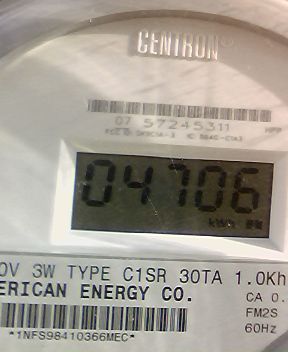 CENTRON®
07 57245311
04706
kWh
0V 3W TYPE C1SR 30TA 1.0Kh
ERICAN ENERGY CO.
CA 0.
FM2S
60Hz
*1NFS98410366MEC*